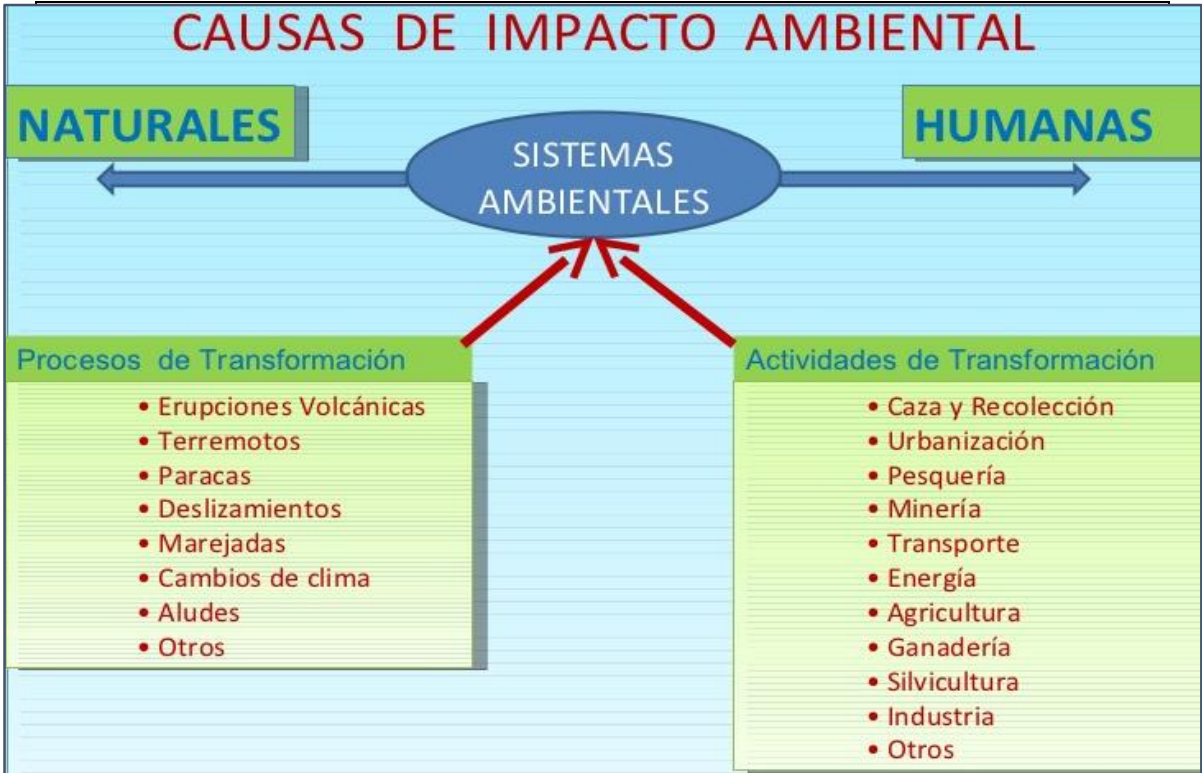 CAUSAS DE IMPACTO AMBIENTAL
NATURALES
HUMANAS
SISTEMAS
AMBIENTALES
Procesos de Transformación
• Erupciones Volcánicas
• Terremotos
• Paracas
• Deslizamientos
• Marejadas
• Cambios de clima
• Aludes
• Otros
Actividades de Transformación
• Caza y Recolección
• Urbanización
• Pesquería
• Minería
• Transporte
• Energía
• Agricultura
• Ganadería
• Silvicultura
• Industria
• Otros